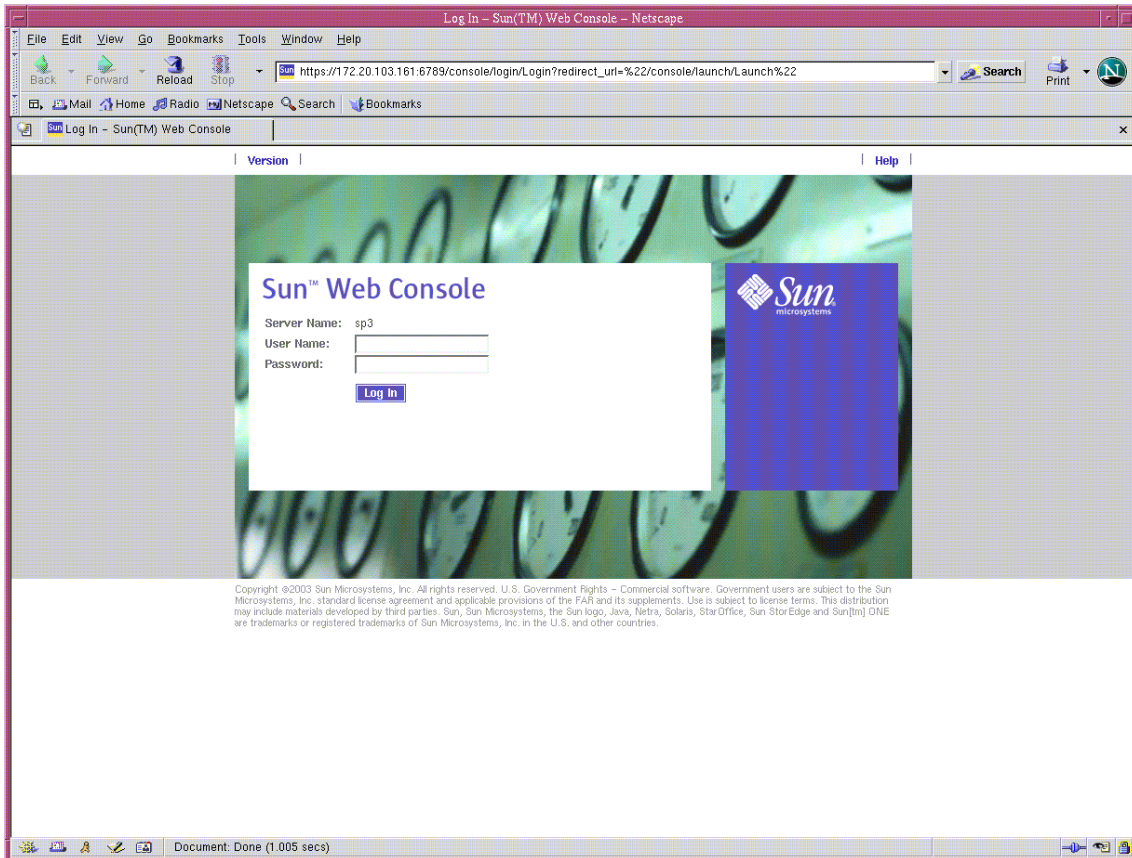 Log In – Sun(TM) Web Console – Netscape
File Edit View Go Bookmarks Tools Window Help
Back Forward Reload Stop Sun https://172.20.103.161:6789/console/login/Login?redirect_url=%22/console/launch/Launch%22 Search Print N
Mail Home Radio Netscape Search Bookmarks
Sun Log In – Sun(TM) Web Console
Version Help
Sun™ Web Console
Sun
microsystems
Server Name: sp3
User Name:
Password:
Log In
Copyright ©2003 Sun Microsystems, Inc. All rights reserved. U.S. Government Rights – Commercial software. Government users are subject to the Sun
Microsystems, Inc. standard license agreement and applicable provisions of the FAR and its supplements. Use is subject to license terms. This distribution
may include materials developed by third parties. Sun, Sun Microsystems, the Sun logo, Java, Netra, Solaris, StarOffice, Sun StorEdge and Sun[tm] ONE
are trademarks or registered trademarks of Sun Microsystems, Inc. in the U.S. and other countries.
Document: Done (1.005 secs)